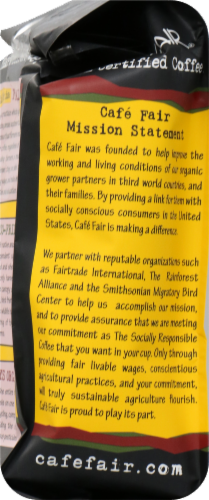 Certified Coffee
Café Fair
Mission Statement
Café Fair was founded to help improve the
working and living conditions of our organic
grower partners in third world countries, and
their families. By providing a link for them with
socially conscious consumers in the United
States, Café Fair is making a difference.
We partner with reputable organizations such
as Fairtrade International, The Rainforest
Alliance and the Smithsonian Migratory Bird
Center to help us accomplish our mission,
and to provide assurance that we are meeting
our commitment as The Socially Responsible
Coffee that you want in your cup. Only through
providing fair livable wages, conscientious
agricultural practices, and your commitment,
will truly sustainable agriculture flourish.
Café Fair is proud to play its part.
cafefair.com